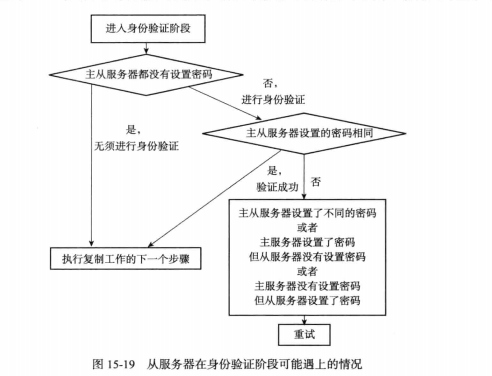 进入身份验证阶段
主从服务器都没有设置密码
否,
进行身份验证
是,
无须进行身份验证
主从服务器设置的密码相同
是,
验证成功
否
主从服务器设置了不同的密码
或者
主服务器设置了密码
但从服务器没有设置密码
或者
主服务器没有设置密码
但从服务器设置了密码
执行复制工作的下一个步骤
重试
图 15-19 从服务器在身份验证阶段可能遇上的情况